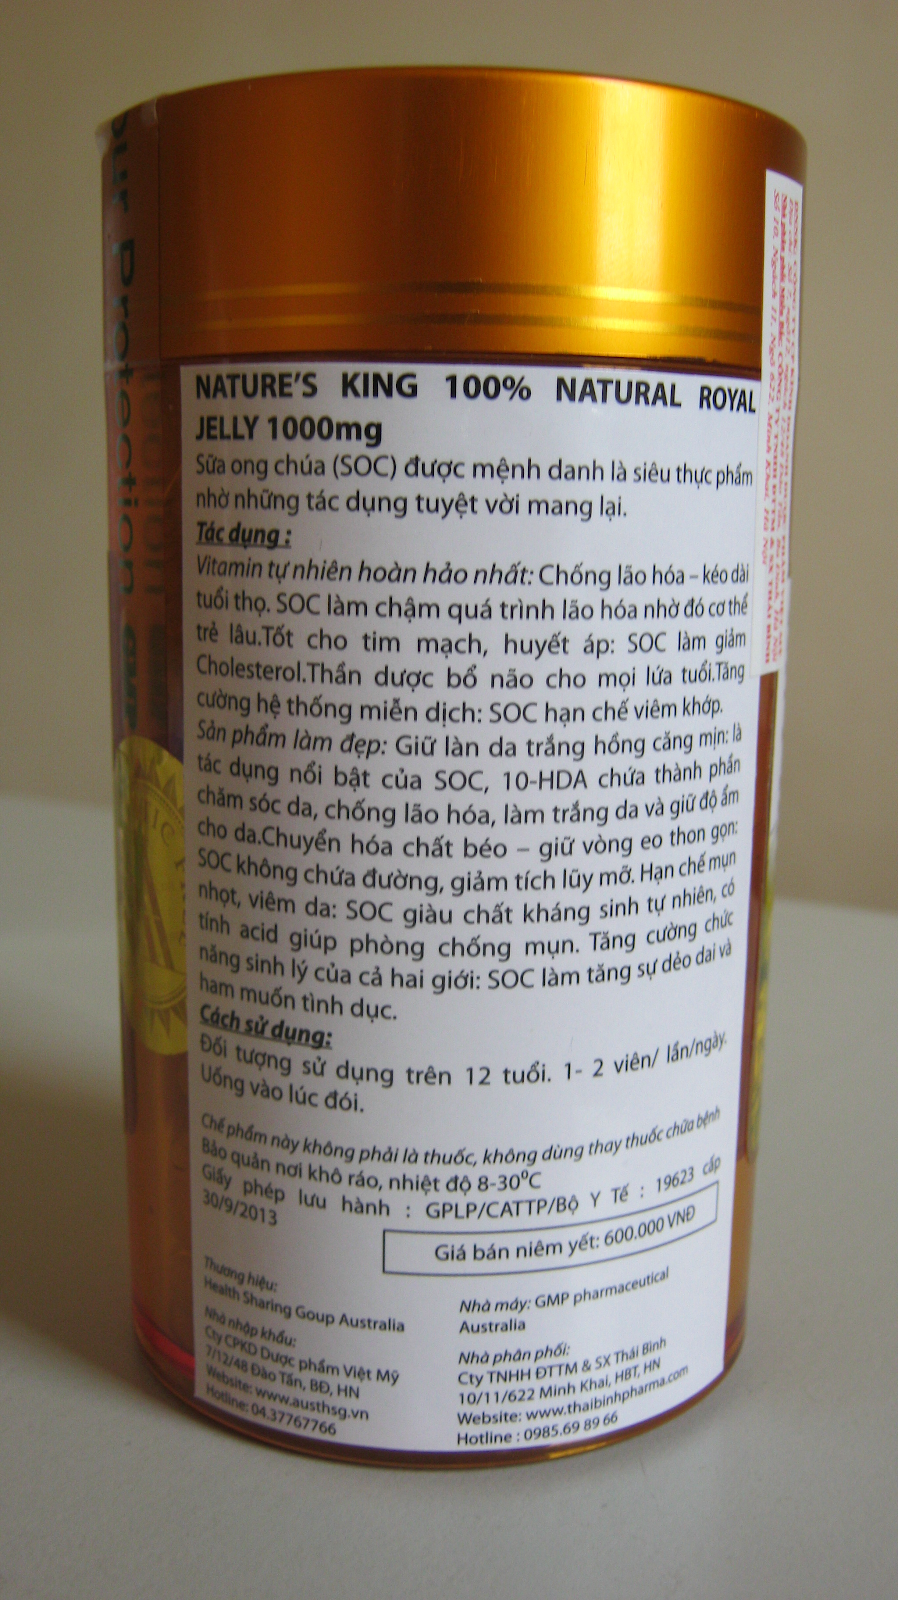 our Protection GMP
NATURE'S KING 100% NATURAL ROYAL
JELLY 1000mg
Sữa ong chúa (SOC) được mệnh danh là siêu thực phẩm
nhờ những tác dụng tuyệt vời mang lại.
Tác dụng :
Vitamin tự nhiên hoàn hảo nhất: Chống lão hóa – kéo dài
tuổi thọ. SOC làm chậm quá trình lão hóa nhờ đó cơ thể
trẻ lâu.Tốt cho tim mạch, huyết áp: SOC làm giảm
Cholesterol.Thần dược bổ não cho mọi lứa tuổi.Tăng
cường hệ thống miễn dịch: SOC hạn chế viêm khớp.
Sản phẩm làm đẹp: Giữ làn da trắng hồng căng mịn: là
tác dụng nổi bật của SOC, 10-HDA chứa thành phần
chăm sóc da, chống lão hóa, làm trắng da và giữ độ ẩm
cho da.Chuyển hóa chất béo – giữ vòng eo thon gọn:
SOC không chứa đường, giảm tích lũy mỡ. Hạn chế mụn
nhọt, viêm da: SOC giàu chất kháng sinh tự nhiên, có
tính acid giúp phòng chống mụn. Tăng cường chức
năng sinh lý của cả hai giới: SOC làm tăng sự dẻo dai và
ham muốn tình dục.
Cách sử dụng:
Đối tượng sử dụng trên 12 tuổi. 1- 2 viên/ lần/ngày.
Uống vào lúc đói.
Chế phẩm này không phải là thuốc, không dùng thay thuốc chữa bệnh
Bảo quản nơi khô ráo, nhiệt độ 8-30⁰C
Giấy phép lưu hành : GPLP/CATTP/Bộ Y Tế : 19623 cấp
30/9/2013
Giá bán niêm yết: 600.000 VNĐ
Thương hiệu:
Health Sharing Goup Australia
Nhà nhập khẩu:
Cty CPKD Dược phẩm Việt Mỹ
7/12/48 Đào Tấn, BĐ, HN
Website: www.austhsg.vn
Hotline: 04.37767766
Nhà máy: GMP pharmaceutical
Australia
Nhà phân phối:
Cty TNHH ĐTTM & SX Thái Bình
10/11/622 Minh Khai, HBT, HN
Website: www.thaibinhpharma.com
Hotline : 0985.69 89 66